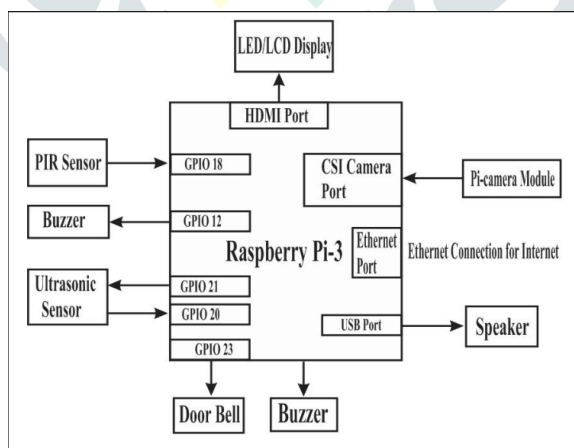 LED/LCD Display
HDMI Port
PIR Sensor
GPIO 18
CSI Camera
Port
Pi-camera Module
Buzzer
GPIO 12
Raspberry Pi-3
Ethernet
Port
Ethernet Connection for Internet
Ultrasonic
Sensor
GPIO 21
GPIO 20
USB Port
Speaker
GPIO 23
Door Bell
Buzzer